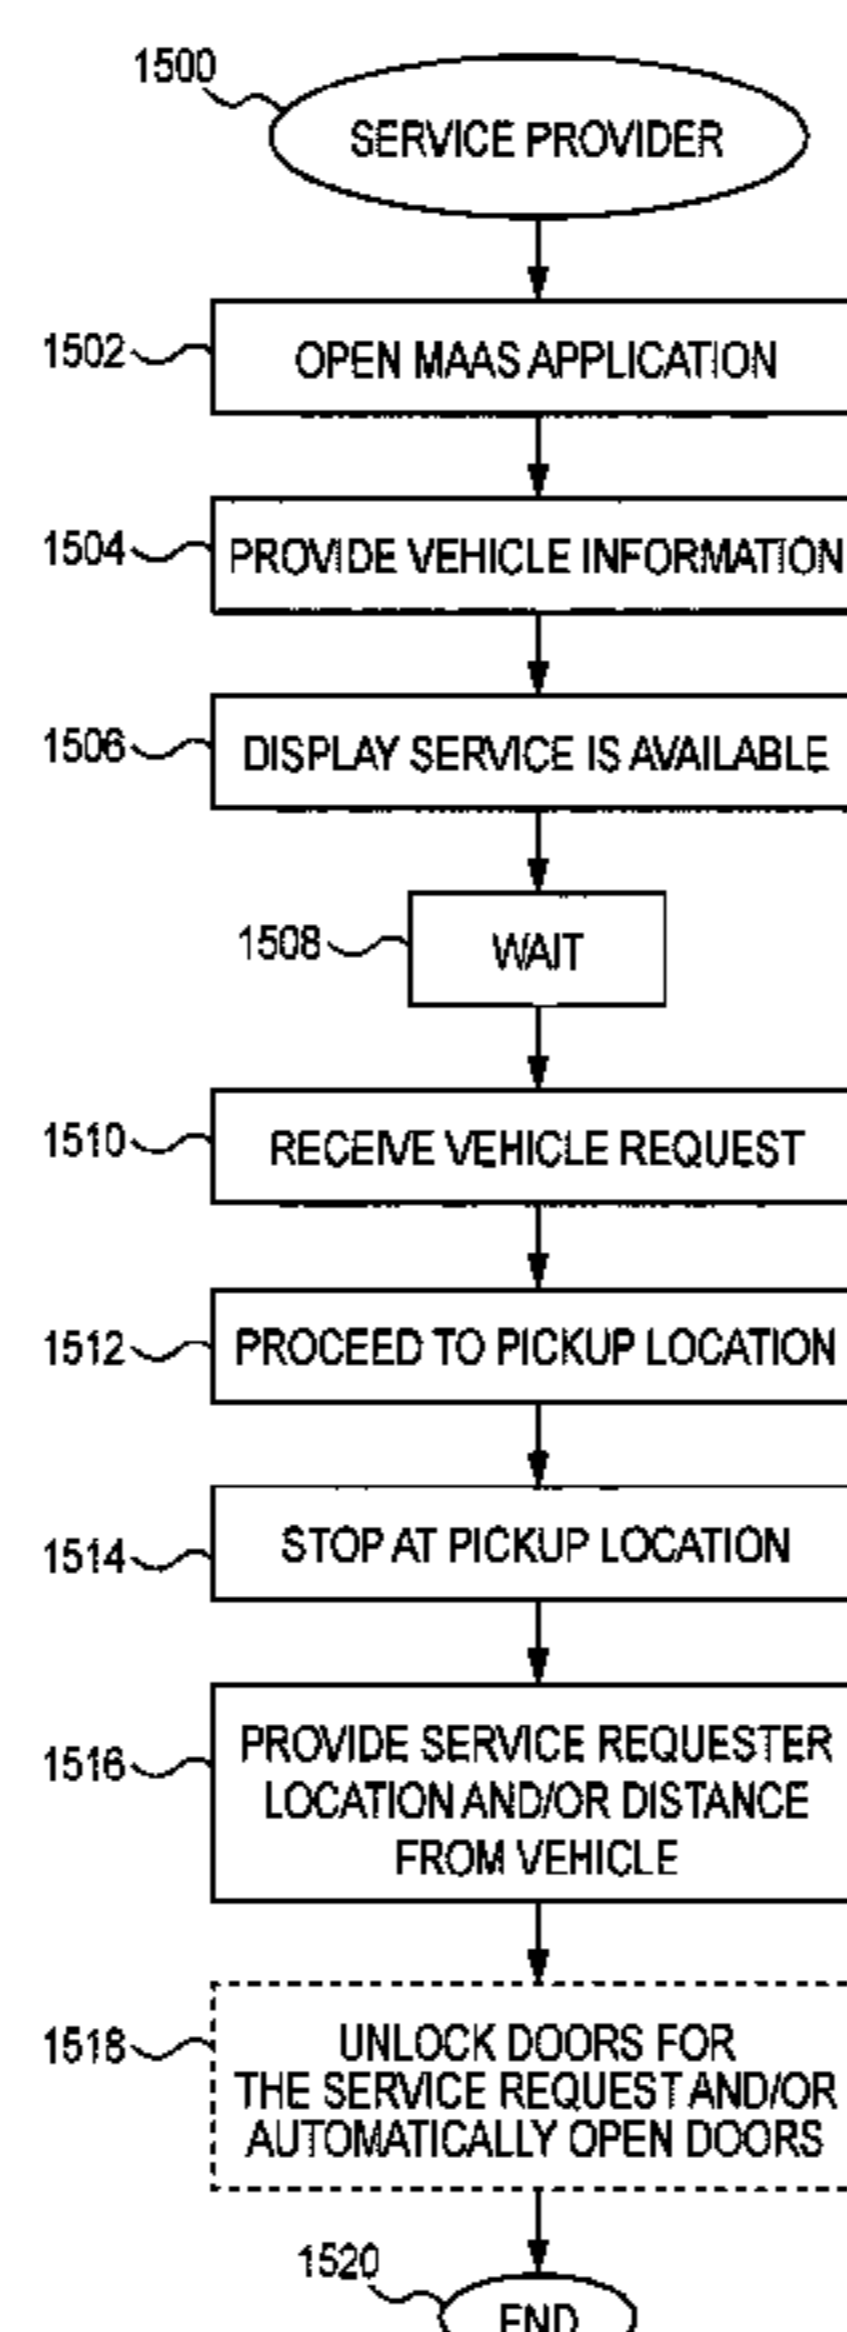 1500
SERVICE PROVIDER
1502
OPEN MAAS APPLICATION
1504
PROVIDE VEHICLE INFORMATION
1506
DISPLAY SERVICE IS AVAILABLE
1508
WAIT
1510
RECEIVE VEHICLE REQUEST
1512
PROCEED TO PICKUP LOCATION
1514
STOP AT PICKUP LOCATION
1516
PROVIDE SERVICE REQUESTER
LOCATION AND/OR DISTANCE
FROM VEHICLE
1518
UNLOCK DOORS FOR
THE SERVICE REQUEST AND/OR
AUTOMATICALLY OPEN DOORS
1520
END